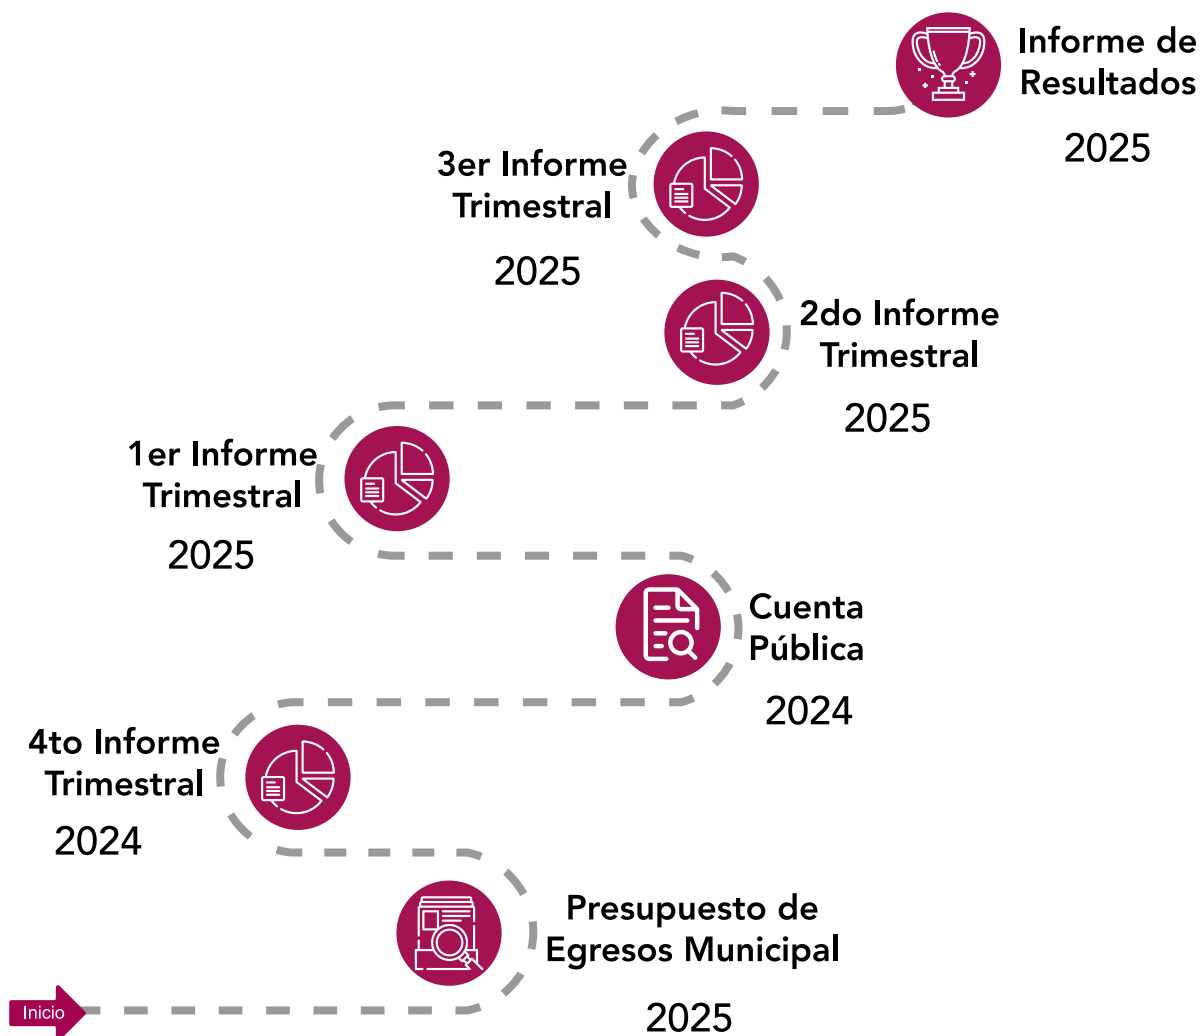 Informe de
Resultados
2025
3er Informe
Trimestral
2025
2do Informe
Trimestral
2025
1er Informe
Trimestral
2025
Cuenta
Pública
2024
4to Informe
Trimestral
2024
Presupuesto de
Egresos Municipal
2025
Inicio